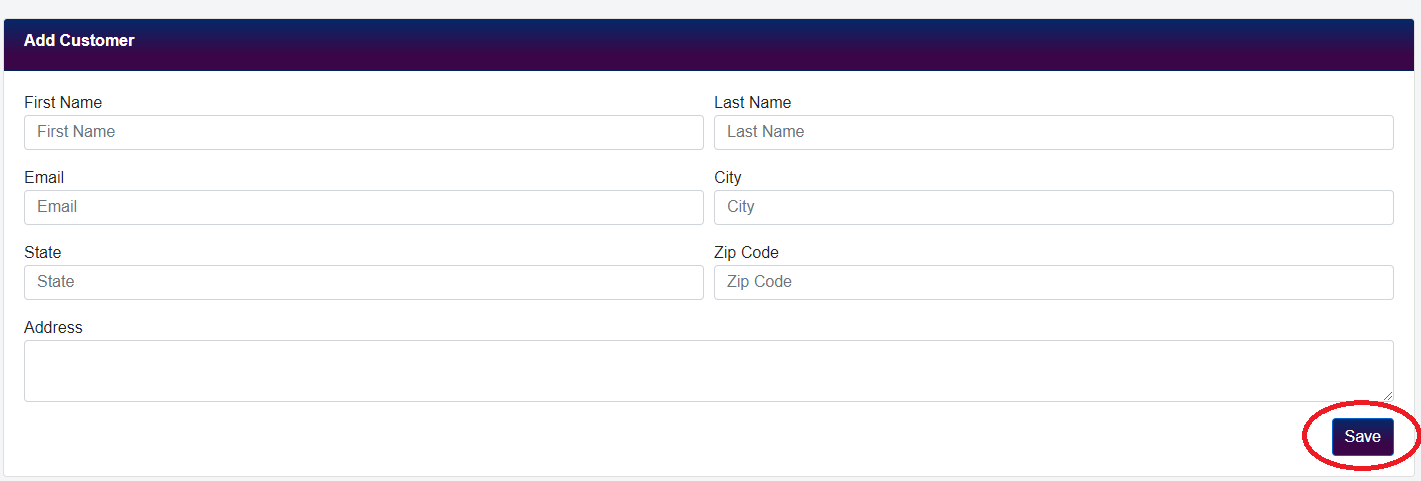 Add Customer
First Name Last Name
First Name Last Name
Email City
Email City
State Zip Code
State Zip Code
Address
Save